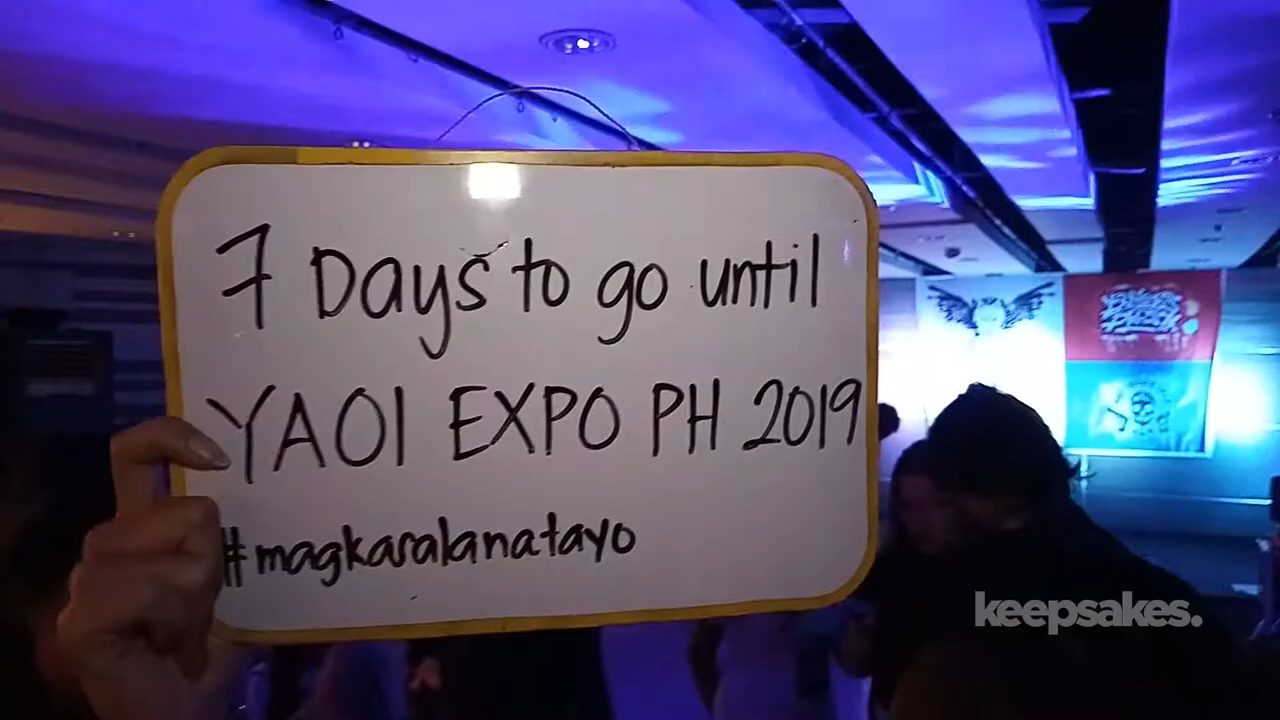 7 Days to go until
YAOI EXPO PH 2019
#magkasalanatayo
keepsakes.